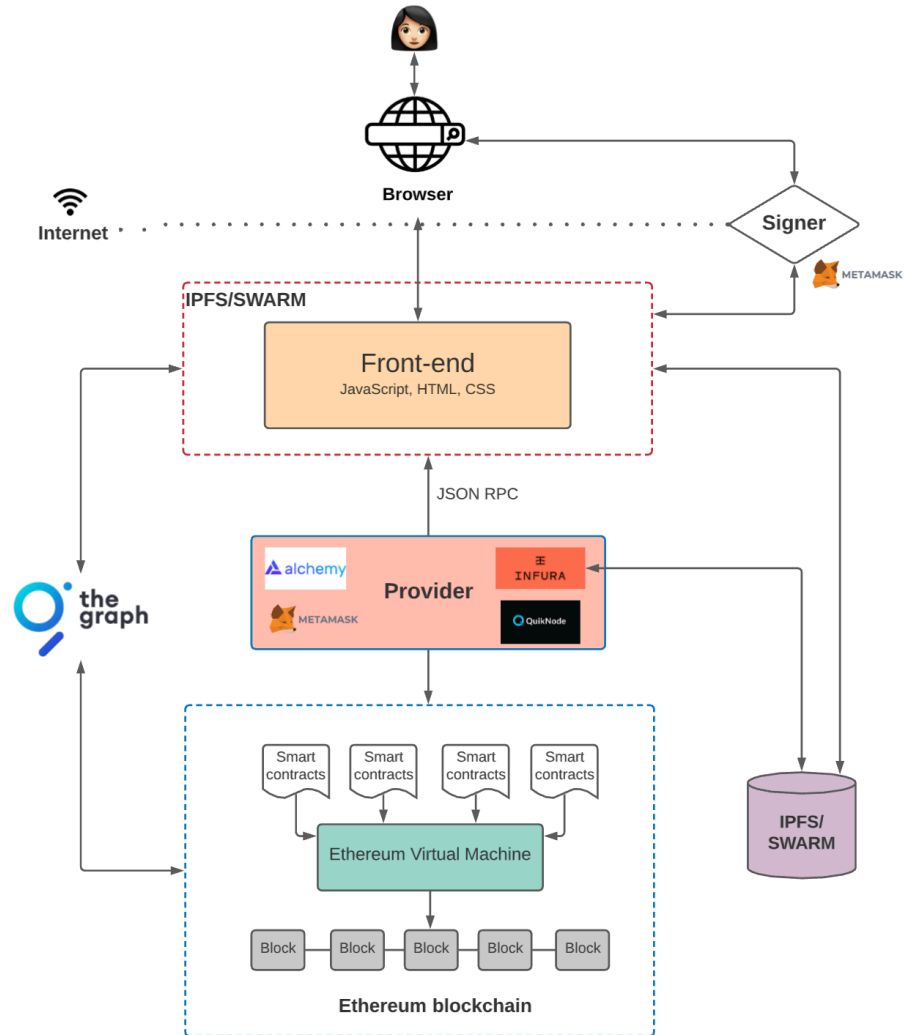 Browser
Internet
Signer
METAMASK
IPFS/SWARM
Front-end
JavaScript, HTML, CSS
JSON RPC
alchemy
Provider
INFURA
METAMASK
QuikNode
the
graph
Smart
contracts
Smart
contracts
Smart
contracts
Smart
contracts
Ethereum Virtual Machine
IPFS/
SWARM
Block
Block
Block
Block
Block
Ethereum blockchain